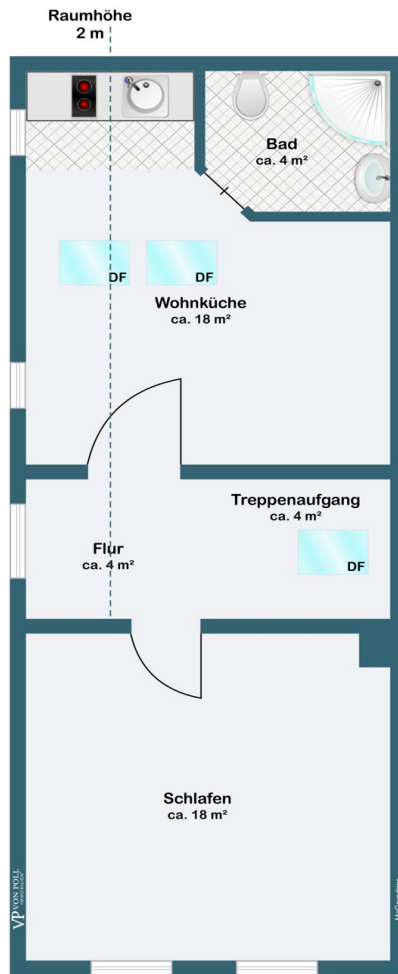 Raumhöhe
2 m
Bad
ca. 4 m²
DF
DF
Wohnküche
ca. 18 m²
Treppenaufgang
ca. 4 m²
Flur
ca. 4 m²
DF
Schlafen
ca. 18 m²
VP VON POLL
IMMOBILIEN